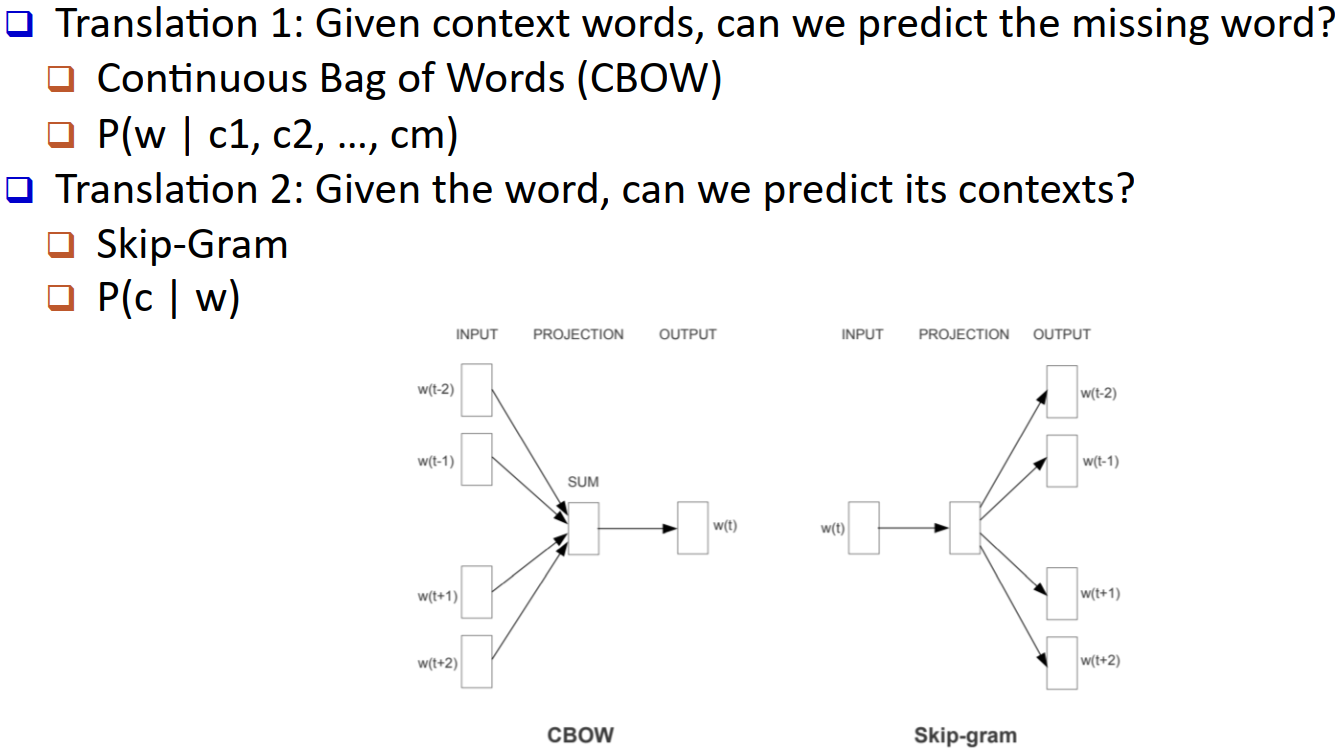 Translation 1: Given context words, can we predict the missing word?
Continuous Bag of Words (CBOW)
P(w | c1, c2, ..., cm)
Translation 2: Given the word, can we predict its contexts?
Skip-Gram
P(c | w)
INPUT PROJECTION OUTPUT
w(t-2)
w(t-1)
SUM
w(t)
w(t+1)
w(t+2)
CBOW
INPUT PROJECTION OUTPUT
w(t-2)
w(t-1)
w(t)
w(t+1)
w(t+2)
Skip-gram